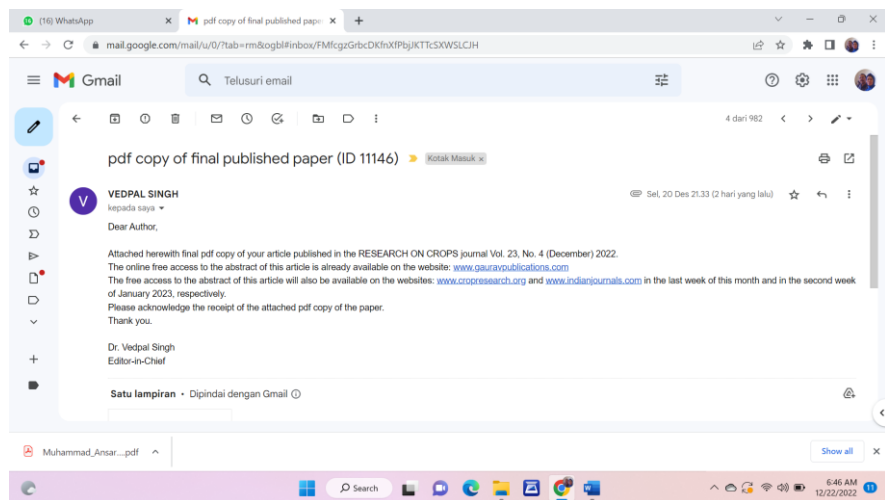 (16) WhatsApp
pdf copy of final published pape
mail.google.com/mail/u/0/?tab=rm&ogbl#inbox/FMfcgzGrbcDKfnXfPbjJKTTcSXWSLCJH
Gmail
Telusuri email
4 dari 982
pdf copy of final published paper (ID 11146)
Kotak Masuk x
V
VEDPAL SINGH
Sel, 20 Des 21.33 (2 hari yang lalu)
kepada saya
Dear Author,
Attached herewith final pdf copy of your article published in the RESEARCH ON CROPS journal Vol. 23, No. 4 (December) 2022.
The online free access to the abstract of this article is already available on the website: www.gauravpublications.com
The free access to the abstract of this article will also be available on the websites: www.cropresearch.org and www.indianjournals.com in the last week of this month and in the second week
of January 2023, respectively.
Please acknowledge the receipt of the attached pdf copy of the paper.
Thank you.
Dr. Vedpal Singh
Editor-in-Chief
Satu lampiran • Dipindai dengan Gmail
Muhammad_Ansar....pdf
Show all
Search
6:46 AM
12/22/2022
11